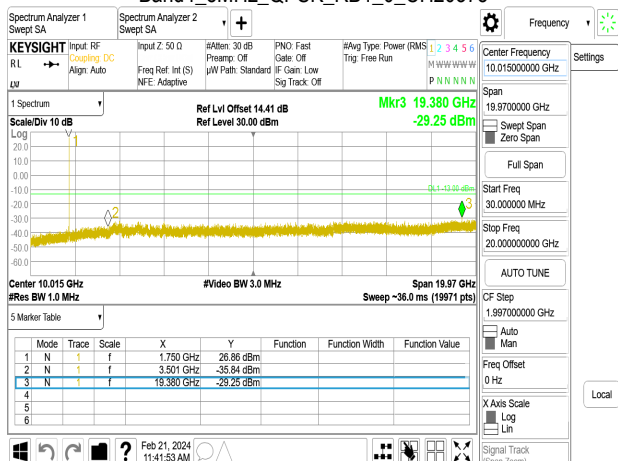 Spectrum Analyzer 1
Swept SA
Spectrum Analyzer 2
Swept SA
Frequency
Settings
KEYSIGHT
RL
Input: RF
Coupling: DC
Align: Auto
Input Z: 50 Ω
Freq Ref: Int (S)
NFE: Adaptive
#Atten: 30 dB
Preamp: Off
µW Path: Standard
PNO: Fast
Gate: Off
IF Gain: Low
Sig Track: Off
#Avg Type: Power (RMS
Trig: Free Run
1 2 3 4 5 6
M W W W W W
P N N N N N
1 Spectrum
Scale/Div 10 dB
Ref Lvl Offset 14.41 dB
Ref Level 30.00 dBm
Mkr3 19.380 GHz
-29.25 dBm
Log
20.0
10.0
0.00
-10.0
-20.0
-30.0
-40.0
-50.0
-60.0
1
2
3
DL1 -13.00 dBm
Center 10.015 GHz
#Res BW 1.0 MHz
#Video BW 3.0 MHz
Span 19.97 GHz
Sweep ~36.0 ms (19971 pts)
5 Marker Table
Mode Trace Scale X Y Function Function Width Function Value
1 N 1 f 1.750 GHz 26.86 dBm
2 N 1 f 3.501 GHz -35.84 dBm
3 N 1 f 19.380 GHz -29.25 dBm
4
5
6
Feb 21, 2024
11:41:53 AM
Center Frequency
10.015000000 GHz
Span
19.9700000 GHz
Swept Span
Zero Span
Full Span
Start Freq
30.000000 MHz
Stop Freq
20.000000000 GHz
AUTO TUNE
CF Step
1.997000000 GHz
Auto
Man
Freq Offset
0 Hz
X Axis Scale
Log
Lin
Signal Track
(Span Zoom)
Local